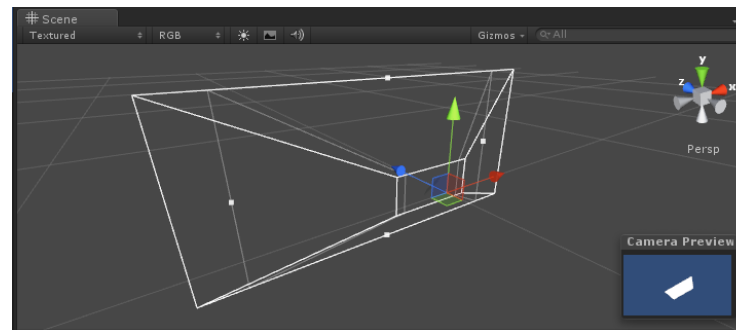 Scene
Textured RGB Gizmos All
y
z x
Persp
Camera Preview